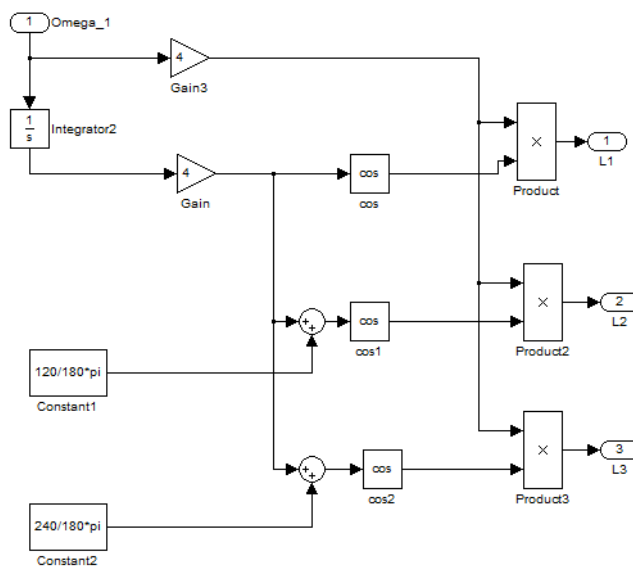 1
Omega_1
4
Gain3
1
s
Integrator2
4
Gain
cos
cos
×
Product
1
L1
+
+
cos
cos1
×
Product2
2
L2
120/180*pi
Constant1
+
+
cos
cos2
×
Product3
3
L3
240/180*pi
Constant2